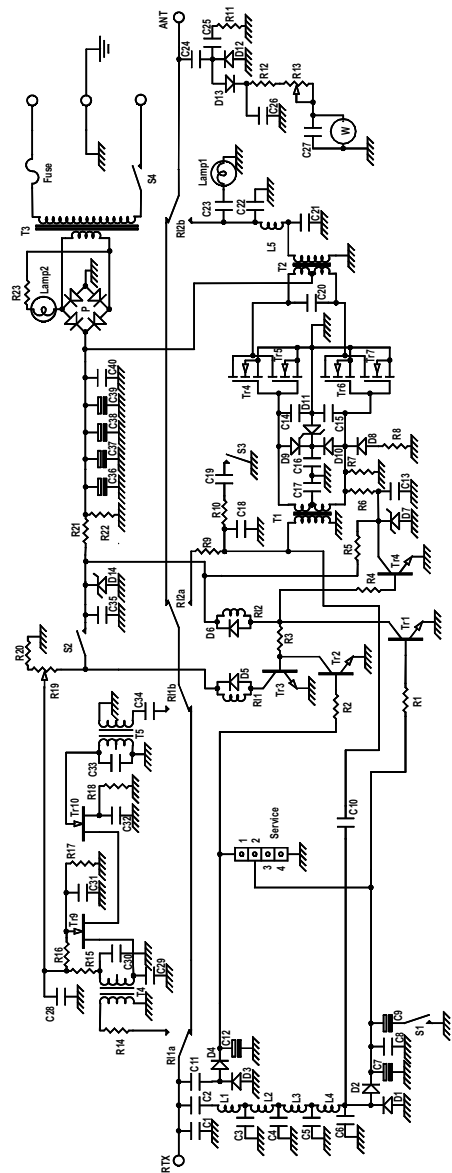 R20
R19
S2
C35
D14
R21
R22
C36
C37
C38
C39
C40
P
R23
Lamp2
T3
Fuse
S4
C28
R16
R15
Tr9
C31
R17
Tr10
R18
C32
C33
T5
C34
T4
C30
C29
R14
Rl1a
Rl1b
Rl2a
Rl2b
RTX
ANT
C1
C2
C11
D4
D3
C12
L1
L2
L3
L4
C3
C4
C5
C6
D2
D1
C7
C8
C9
S1
1
2
3
4
Service
C10
R1
R2
R3
Tr1
Tr2
Tr3
Rl1
D5
Rl2
D6
R4
Tr4
R5
D7
R6
R7
C13
D8
R8
R9
R10
C18
C19
S3
T1
C17
C16
D9
D10
D11
C14
C15
Tr4
Tr5
Tr6
Tr7
C20
T2
L5
C21
C22
C23
Lamp1
C24
C25
R11
D12
D13
C26
R12
R13
C27
W